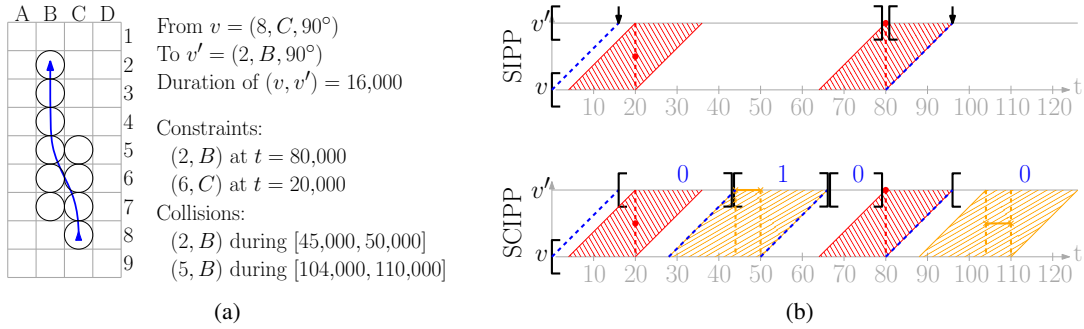 A B C D
1
2
3
4
5
6
7
8
9
From v = (8, C, 90°)
To v′ = (2, B, 90°)
Duration of (v, v′) = 16,000
Constraints:
(2, B) at t = 80,000
(6, C) at t = 20,000
Collisions:
(2, B) during [45,000, 50,000]
(5, B) during [104,000, 110,000]
(a)
SIPP
v′
v
t
10 20 30 40 50 60 70 80 90 100 110 120
SCIPP
0 1 0 0
v′
v
t
10 20 30 40 50 60 70 80 90 100 110 120
(b)